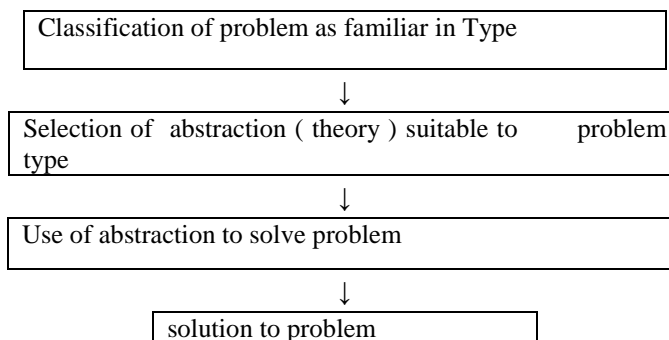 Classification of problem as familiar in Type
↓
Selection of abstraction ( theory ) suitable to problem
type
↓
Use of abstraction to solve problem
↓
solution to problem